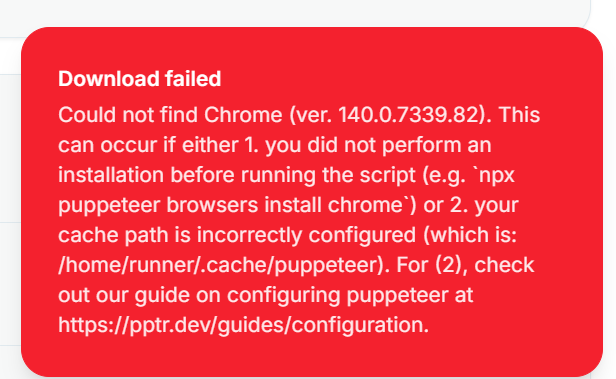 Download failed
Could not find Chrome (ver. 140.0.7339.82). This
can occur if either 1. you did not perform an
installation before running the script (e.g. `npx
puppeteer browsers install chrome`) or 2. your
cache path is incorrectly configured (which is:
/home/runner/.cache/puppeteer). For (2), check
out our guide on configuring puppeteer at
https://pptr.dev/guides/configuration.